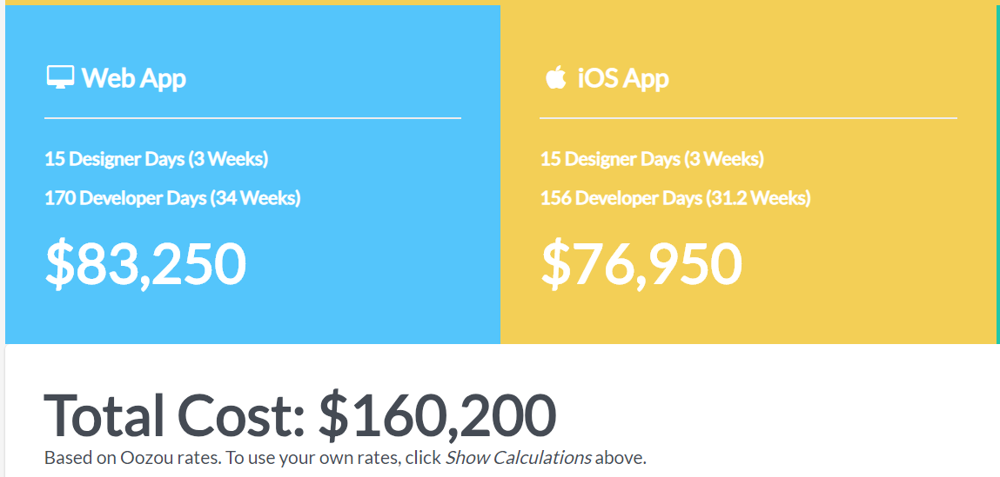 Web App
15 Designer Days (3 Weeks)
170 Developer Days (34 Weeks)
$83,250
iOS App
15 Designer Days (3 Weeks)
156 Developer Days (31.2 Weeks)
$76,950
Total Cost: $160,200
Based on Oozou rates. To use your own rates, click Show Calculations above.